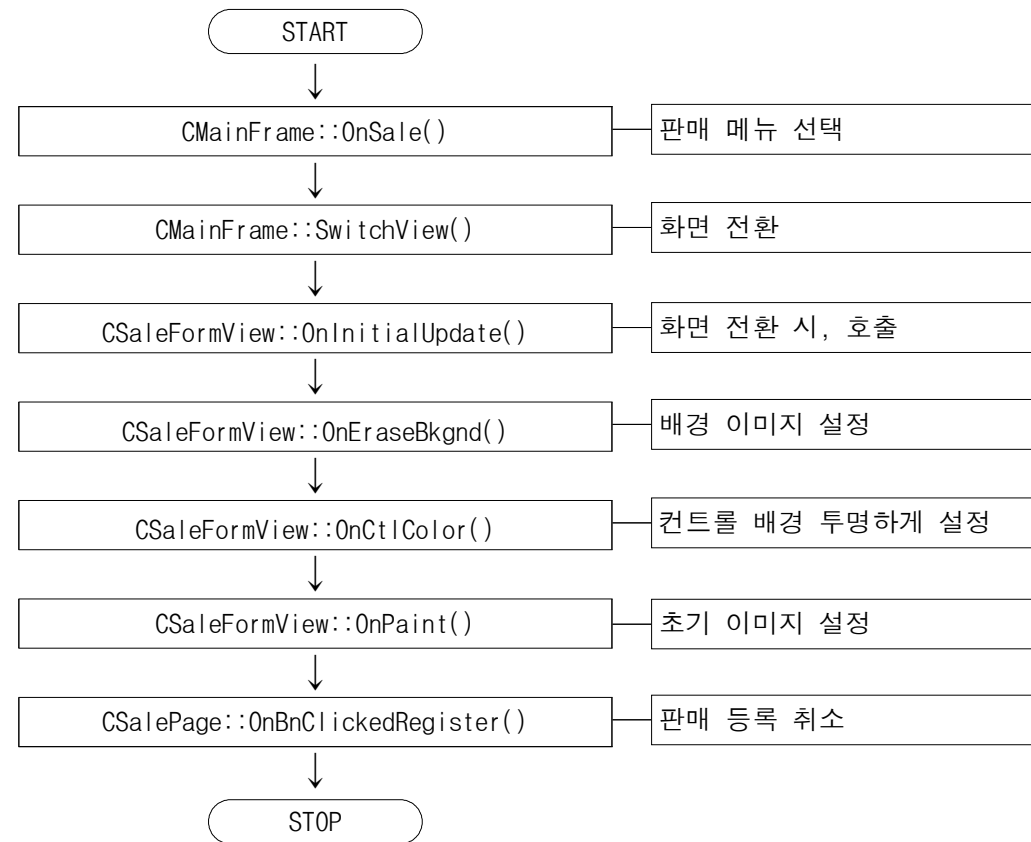 START
CMainFrame::OnSale()
판매 메뉴 선택
CMainFrame::SwitchView()
화면 전환
CSaleFormView::OnInitialUpdate()
화면 전환 시, 호출
CSaleFormView::OnEraseBkgnd()
배경 이미지 설정
CSaleFormView::OnCtlColor()
컨트롤 배경 투명하게 설정
CSaleFormView::OnPaint()
초기 이미지 설정
CSalePage::OnBnClickedRegister()
판매 등록 취소
STOP